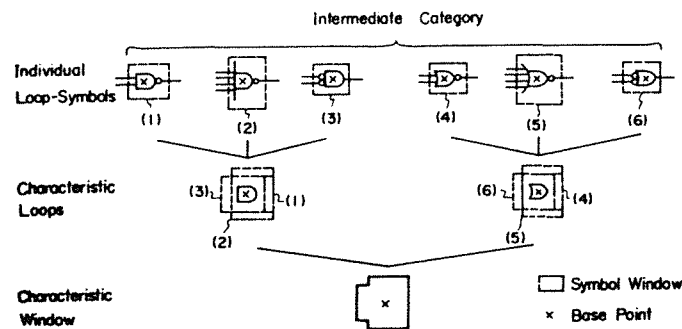 Intermediate Category
Individual
Loop-Symbols
(1)
(2)
(3)
(4)
(5)
(6)
Characteristic
Loops
(3)
(1)
(2)
(6)
(4)
(5)
Characteristic
Window
Symbol Window
× Base Point